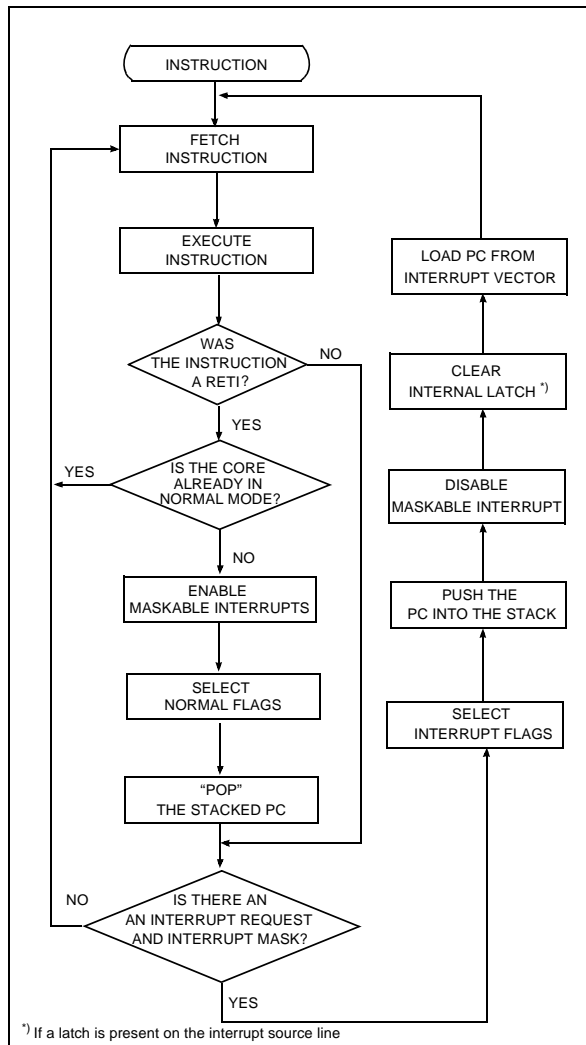 INSTRUCTION
FETCH
INSTRUCTION
EXECUTE
INSTRUCTION
WAS
THE INSTRUCTION
A RETI?
NO
YES
IS THE CORE
ALREADY IN
NORMAL MODE?
YES
NO
ENABLE
MASKABLE INTERRUPTS
SELECT
NORMAL FLAGS
“POP”
THE STACKED PC
IS THERE AN
AN INTERRUPT REQUEST
AND INTERRUPT MASK?
NO
YES
SELECT
INTERRUPT FLAGS
PUSH THE
PC INTO THE STACK
DISABLE
MASKABLE INTERRUPT
CLEAR
INTERNAL LATCH *)
LOAD PC FROM
INTERRUPT VECTOR
*) If a latch is present on the interrupt source line